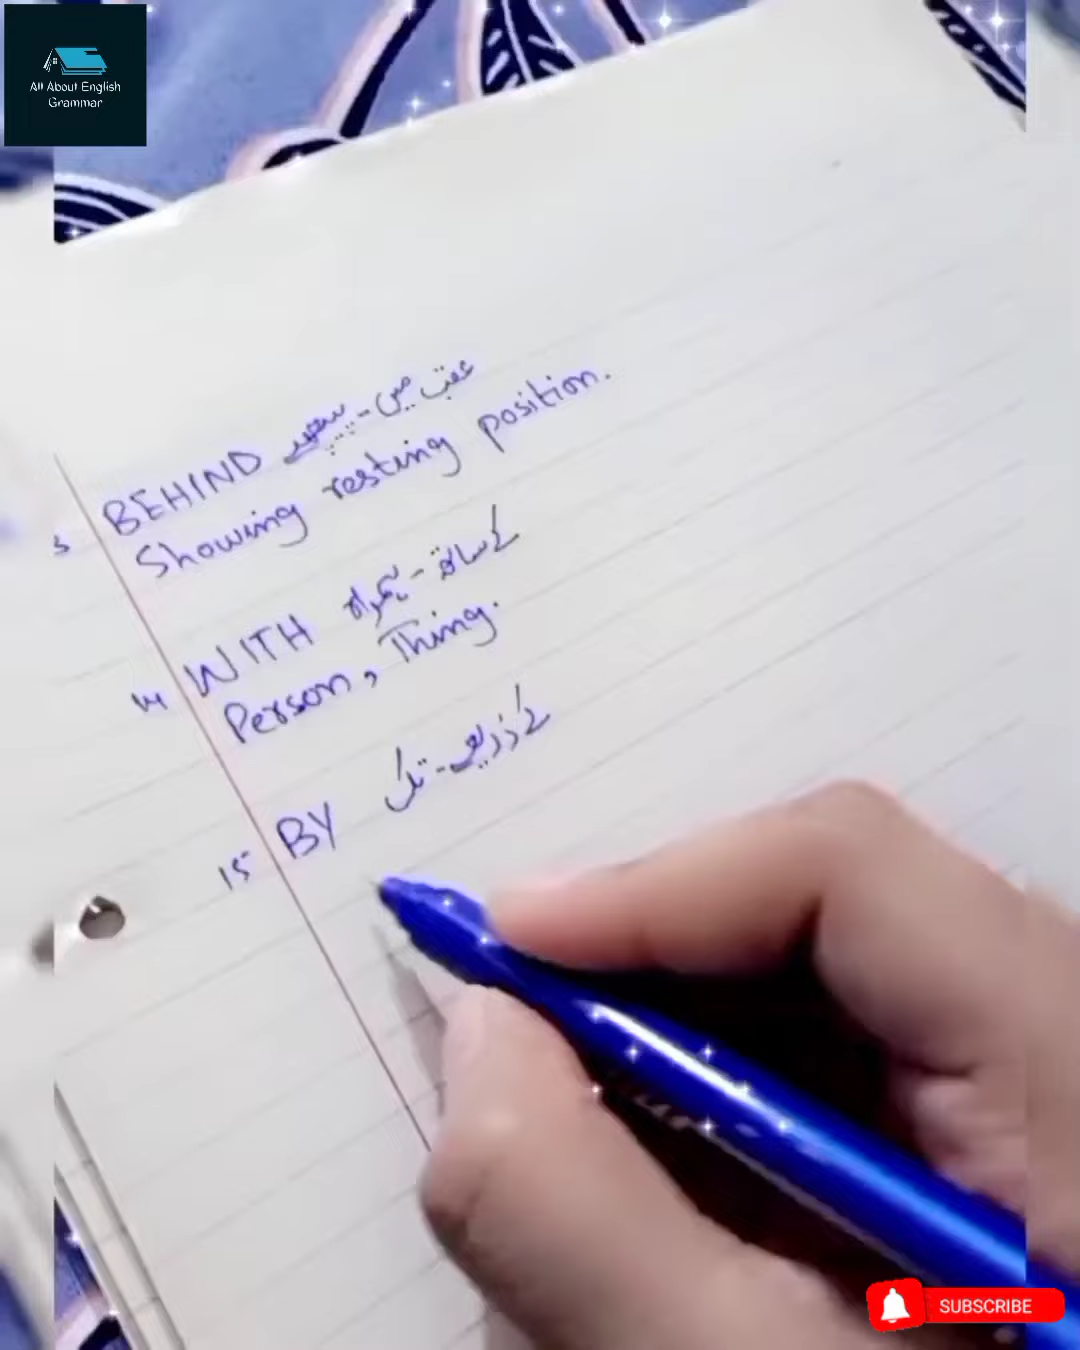 All About English
Grammar
BEHIND پیچھے - عقب میں
Showing resting position.
14 WITH کے ساتھ - ہمراہ
Person, Thing.
15 BY کے ذریعے - تک
SUBSCRIBE